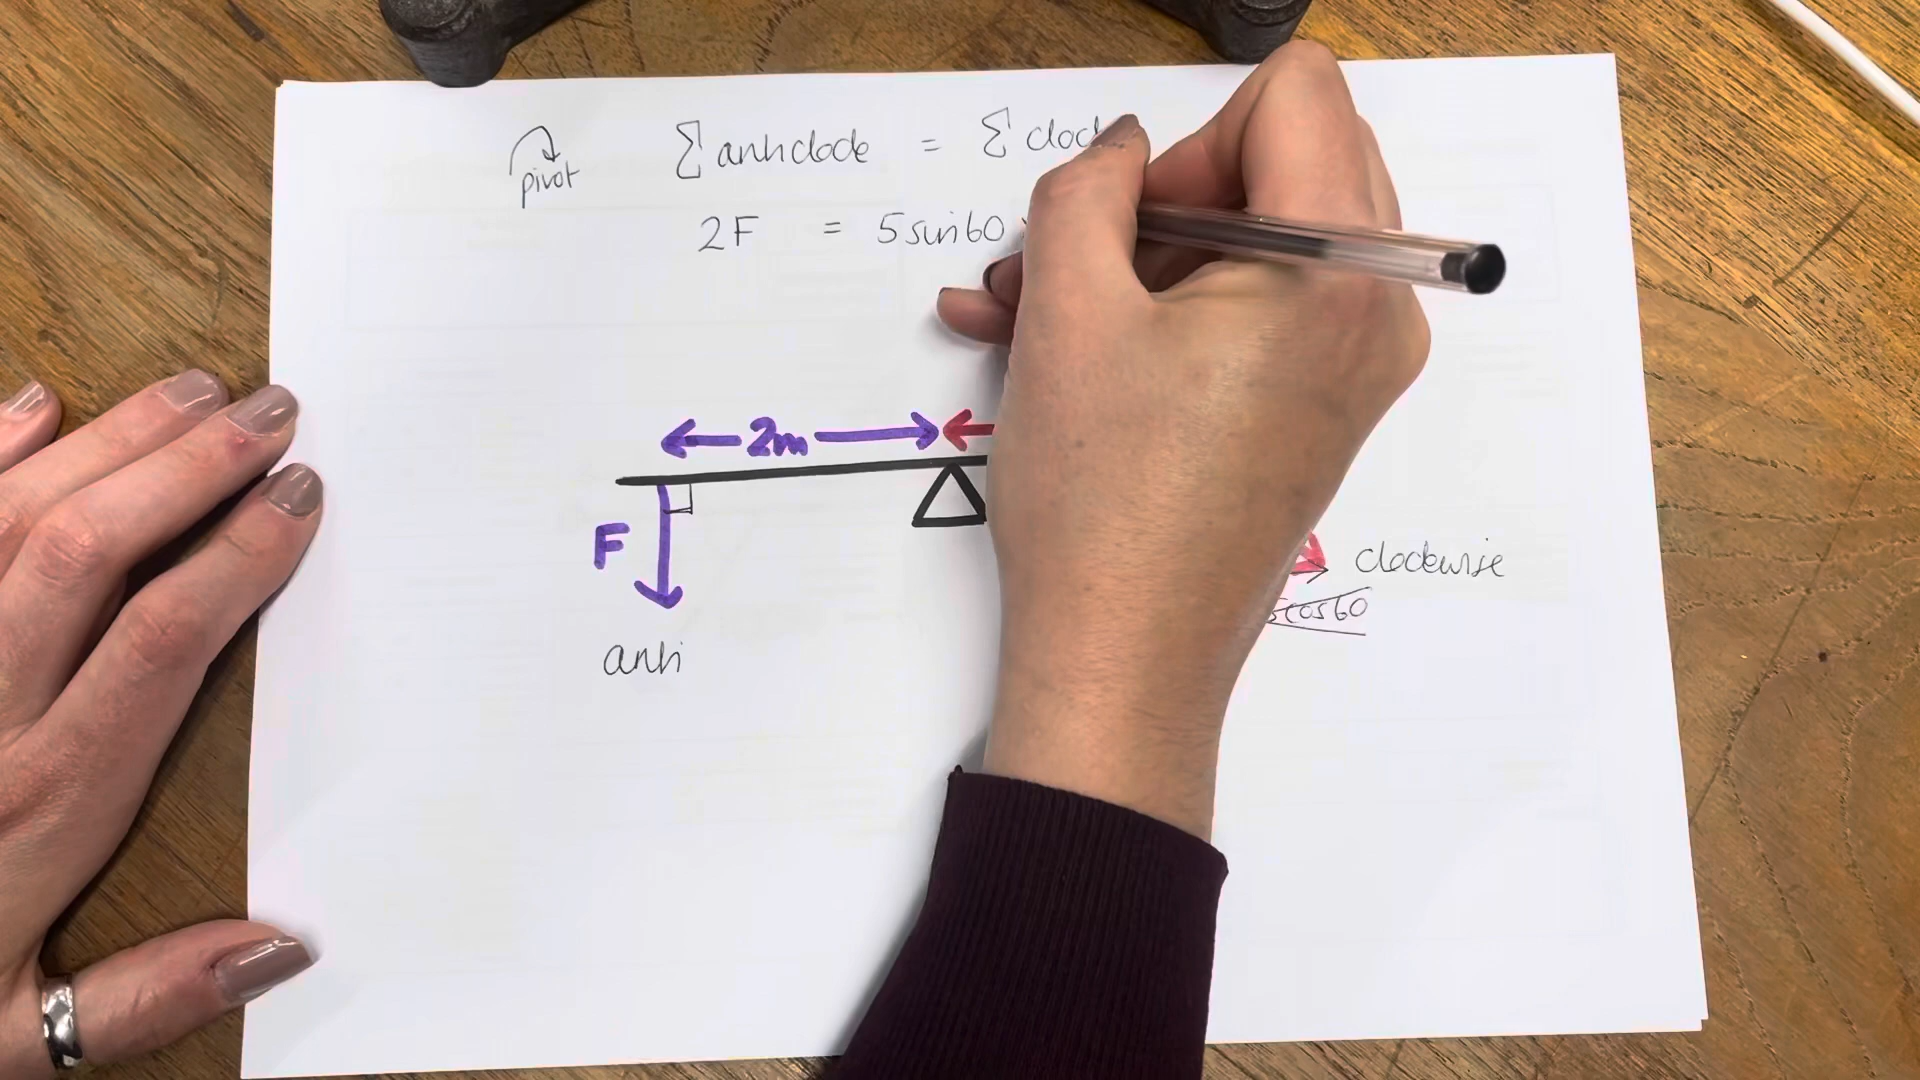 ∑ anticlock = ∑ clock
pivot
2F = 5sin60
2m
F
clockwise
5cos60
anti